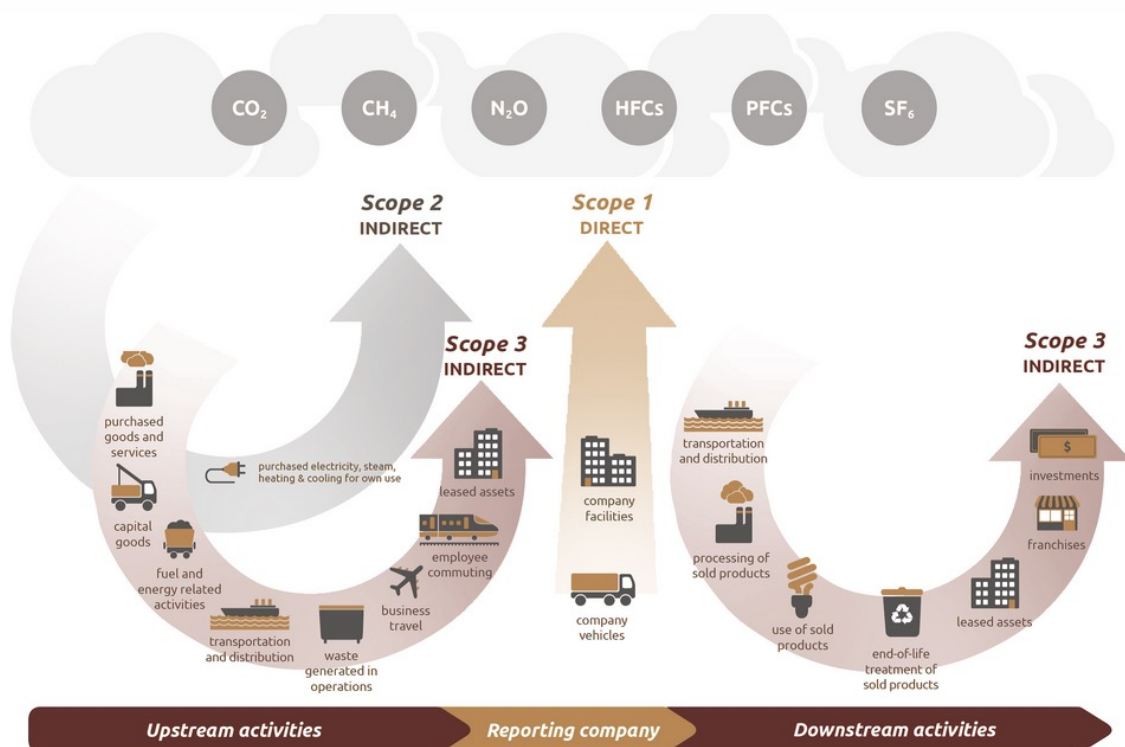 CO₂
CH₄
N₂O
HFCs
PFCs
SF₆
Scope 2
INDIRECT
Scope 1
DIRECT
Scope 3
INDIRECT
Scope 3
INDIRECT
purchased
goods and
services
capital
goods
fuel and
energy related
activities
transportation
and distribution
waste
generated in
operations
business
travel
employee
commuting
leased assets
purchased electricity, steam,
heating & cooling for own use
company
facilities
company
vehicles
transportation
and distribution
processing of
sold products
use of sold
products
end-of-life
treatment of
sold products
leased assets
franchises
$
investments
Upstream activities
Reporting company
Downstream activities